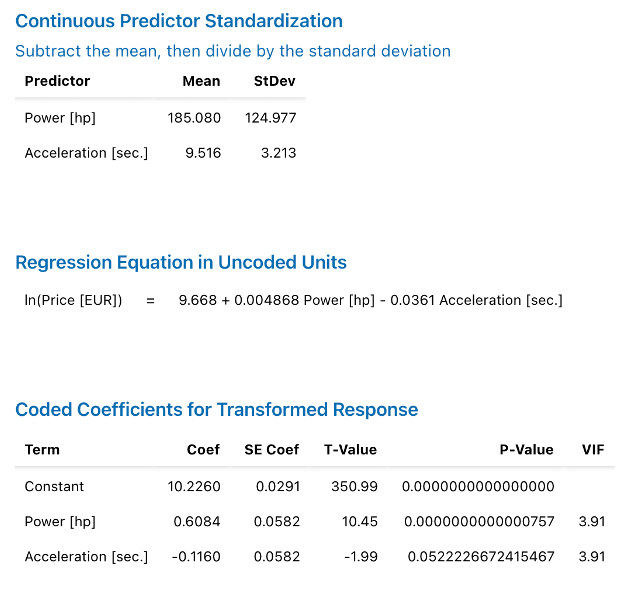 Continuous Predictor Standardization
Subtract the mean, then divide by the standard deviation
Predictor Mean StDev
Power [hp] 185.080 124.977
Acceleration [sec.] 9.516 3.213
Regression Equation in Uncoded Units
ln(Price [EUR]) = 9.668 + 0.004868 Power [hp] - 0.0361 Acceleration [sec.]
Coded Coefficients for Transformed Response
Term Coef SE Coef T-Value P-Value VIF
Constant 10.2260 0.0291 350.99 0.0000000000000000
Power [hp] 0.6084 0.0582 10.45 0.0000000000000757 3.91
Acceleration [sec.] -0.1160 0.0582 -1.99 0.0522226672415467 3.91